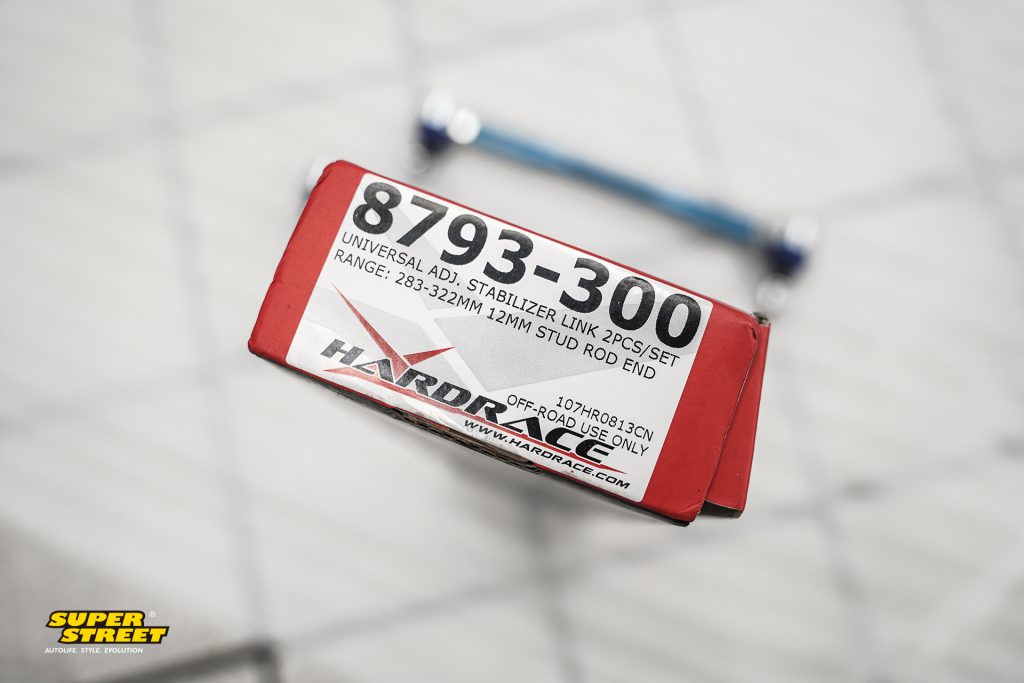 8793-300
UNIVERSAL ADJ. STABILIZER LINK 2PCS/SET
RANGE: 283-322MM 12MM STUD ROD END
107HR0813CN
OFF-ROAD USE ONLY
HARDRACE
WWW.HARDRACE.COM
SUPER ®
STREET
AUTOLIFE. STYLE. EVOLUTION